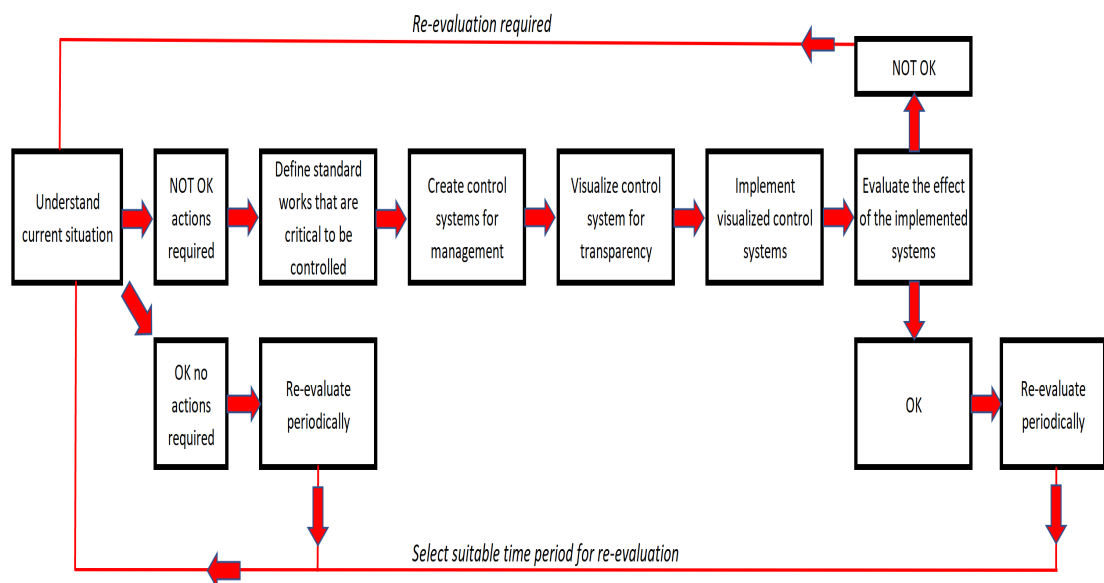 Re-evaluation required
NOT OK
Understand
current situation
NOT OK
actions
required
Define standard
works that are
critical to be
controlled
Create control
systems for
management
Visualize control
system for
transparency
Implement
visualized control
systems
Evaluate the effect
of the implemented
systems
OK no
actions
required
Re-evaluate
periodically
OK
Re-evaluate
periodically
Select suitable time period for re-evaluation